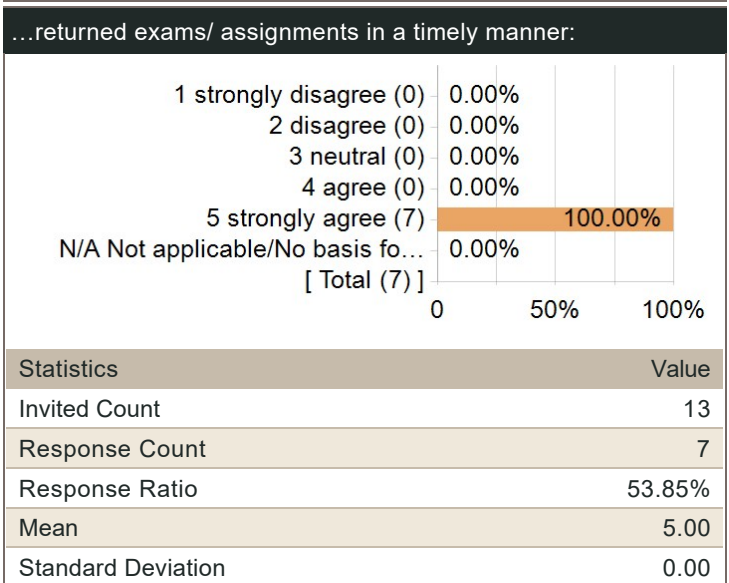 …returned exams/ assignments in a timely manner:
1 strongly disagree (0) 0.00%
2 disagree (0) 0.00%
3 neutral (0) 0.00%
4 agree (0) 0.00%
5 strongly agree (7) 100.00%
N/A Not applicable/No basis fo… 0.00%
[ Total (7) ]
0 50% 100%
Statistics Value
Invited Count 13
Response Count 7
Response Ratio 53.85%
Mean 5.00
Standard Deviation 0.00